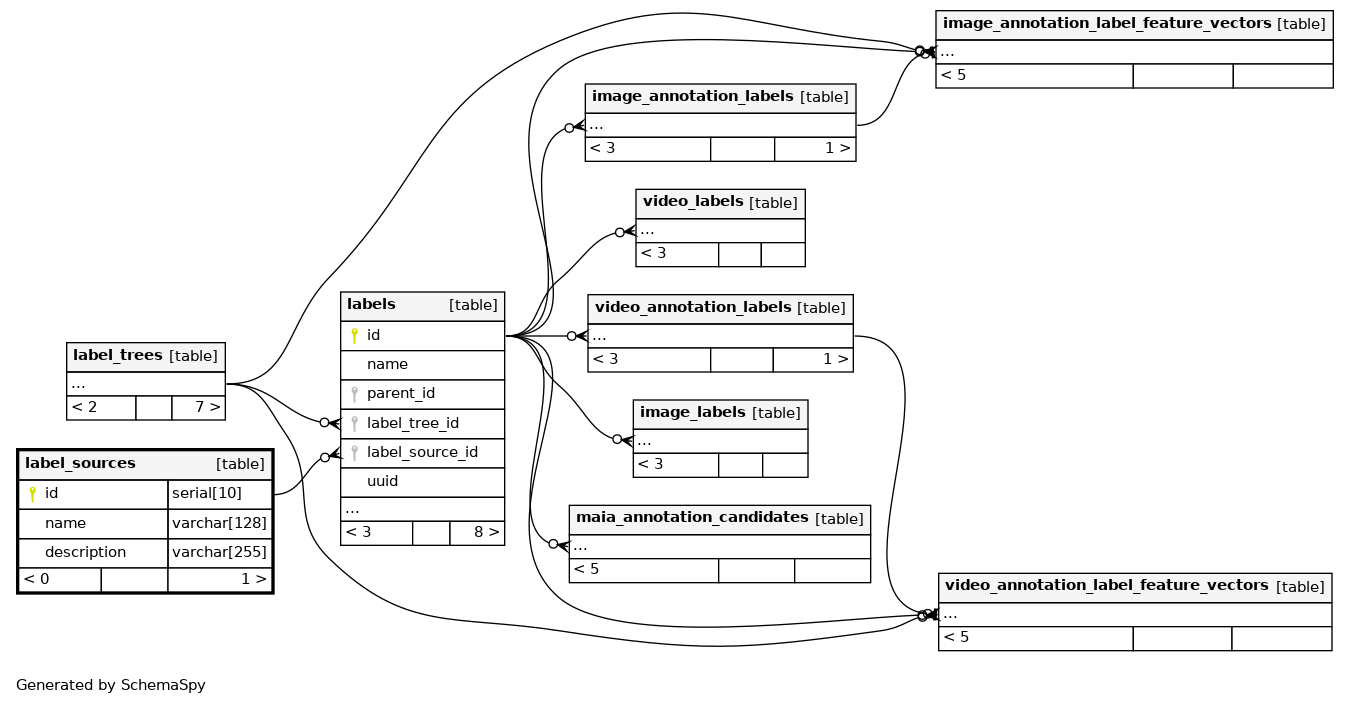 image_annotation_label_feature_vectors [table]
...
< 5
image_annotation_labels [table]
...
< 3 1 >
video_labels [table]
...
< 3
labels [table]
id
name
parent_id
label_tree_id
label_source_id
uuid
...
< 3 8 >
video_annotation_labels [table]
...
< 3 1 >
label_trees [table]
...
< 2 7 >
image_labels [table]
...
< 3
label_sources [table]
id serial[10]
name varchar[128]
description varchar[255]
< 0 1 >
maia_annotation_candidates [table]
...
< 5
video_annotation_label_feature_vectors [table]
...
< 5
Generated by SchemaSpy